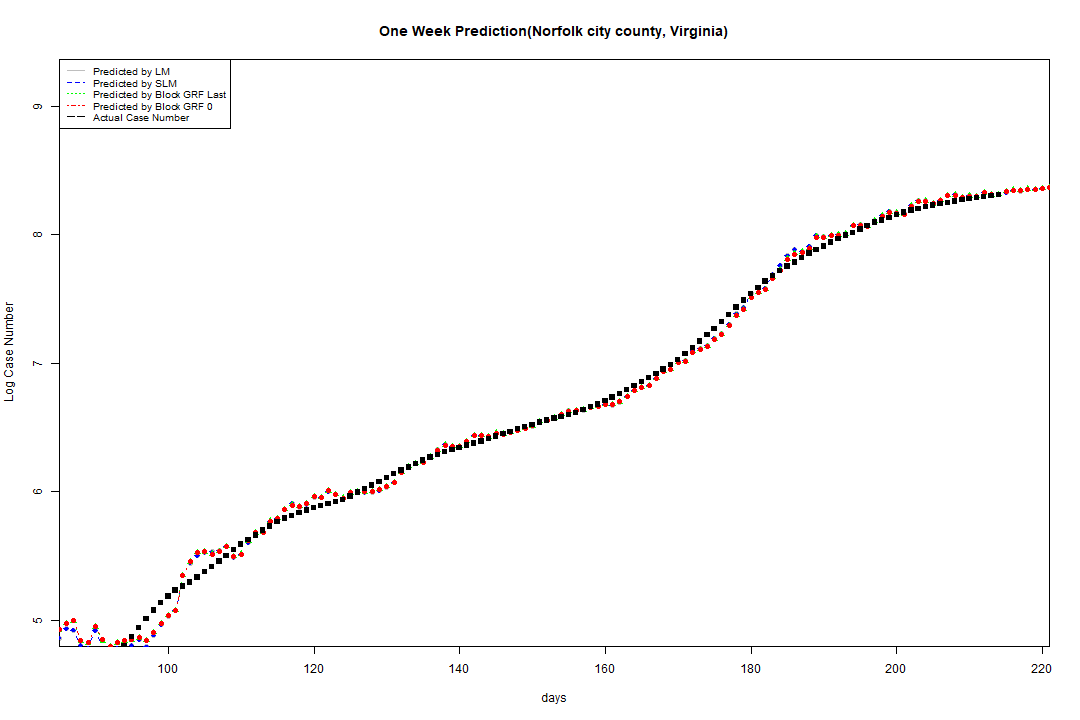 One Week Prediction(Norfolk city county, Virginia)
Predicted by LM
Predicted by SLM
Predicted by Block GRF Last
Predicted by Block GRF 0
Actual Case Number
9
8
7
6
5
Log Case Number
100 120 140 160 180 200 220
days